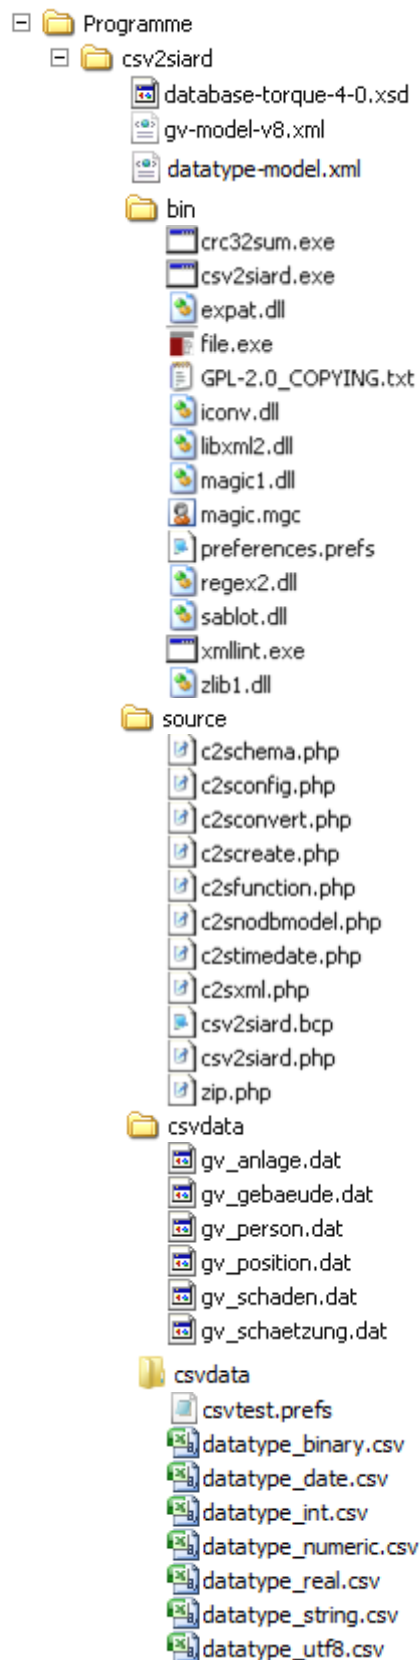 Programme
csv2siard
database-torque-4-0.xsd
gv-model-v8.xml
datatype-model.xml
bin
crc32sum.exe
csv2siard.exe
expat.dll
file.exe
GPL-2.0_COPYING.txt
iconv.dll
libxml2.dll
magic1.dll
magic.mgc
preferences.prefs
regex2.dll
sablot.dll
xmllint.exe
zlib1.dll
source
c2schema.php
c2sconfig.php
c2sconvert.php
c2screate.php
c2sfunction.php
c2snodbmodel.php
c2stimedate.php
c2sxml.php
csv2siard.bcp
csv2siard.php
zip.php
csvdata
gv_anlage.dat
gv_gebaeude.dat
gv_person.dat
gv_position.dat
gv_schaden.dat
gv_schaetzung.dat
csvdata
csvtest.prefs
datatype_binary.csv
datatype_date.csv
datatype_int.csv
datatype_numeric.csv
datatype_real.csv
datatype_string.csv
datatype_utf8.csv